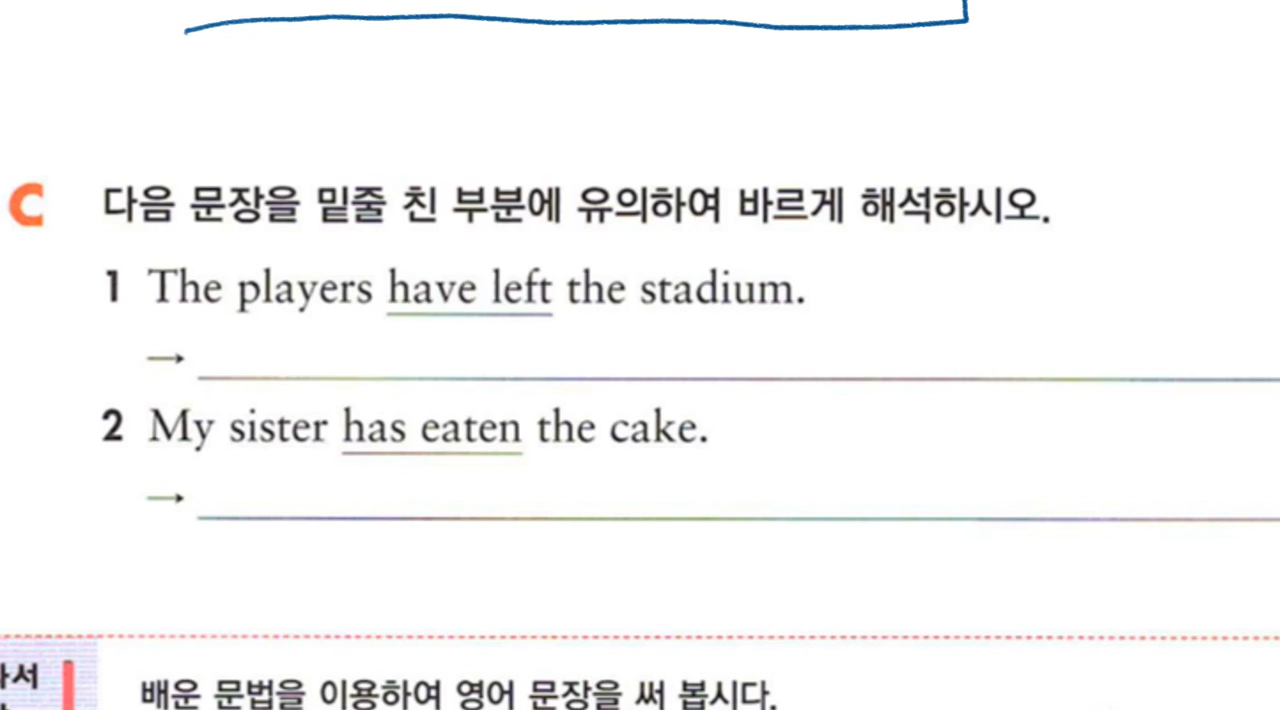 C 다음 문장을 밑줄 친 부분에 유의하여 바르게 해석하시오.
1 The players have left the stadium.
→
2 My sister has eaten the cake.
→
서
배운 문법을 이용하여 영어 문장을 써 봅시다.